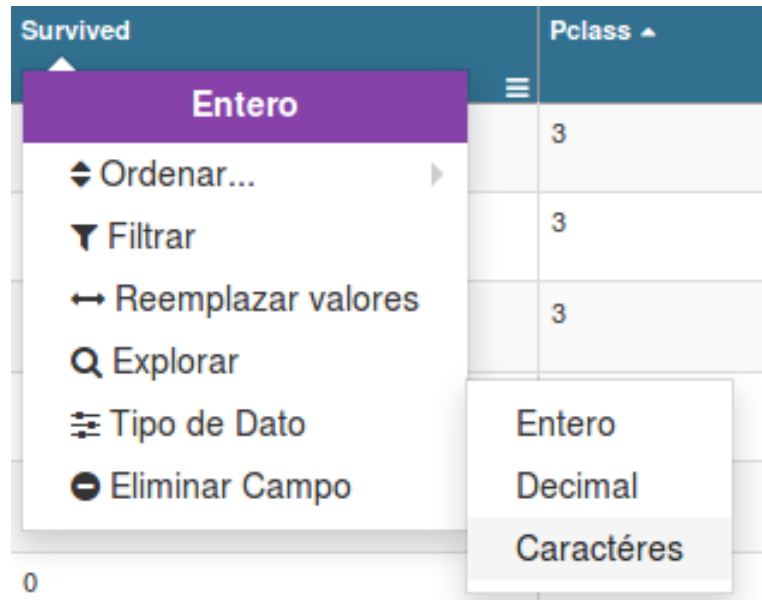 Survived
Pclass
Entero
3
Ordenar...
3
Filtrar
Reemplazar valores
3
Explorar
Tipo de Dato
Entero
Eliminar Campo
Decimal
Caractéres
0